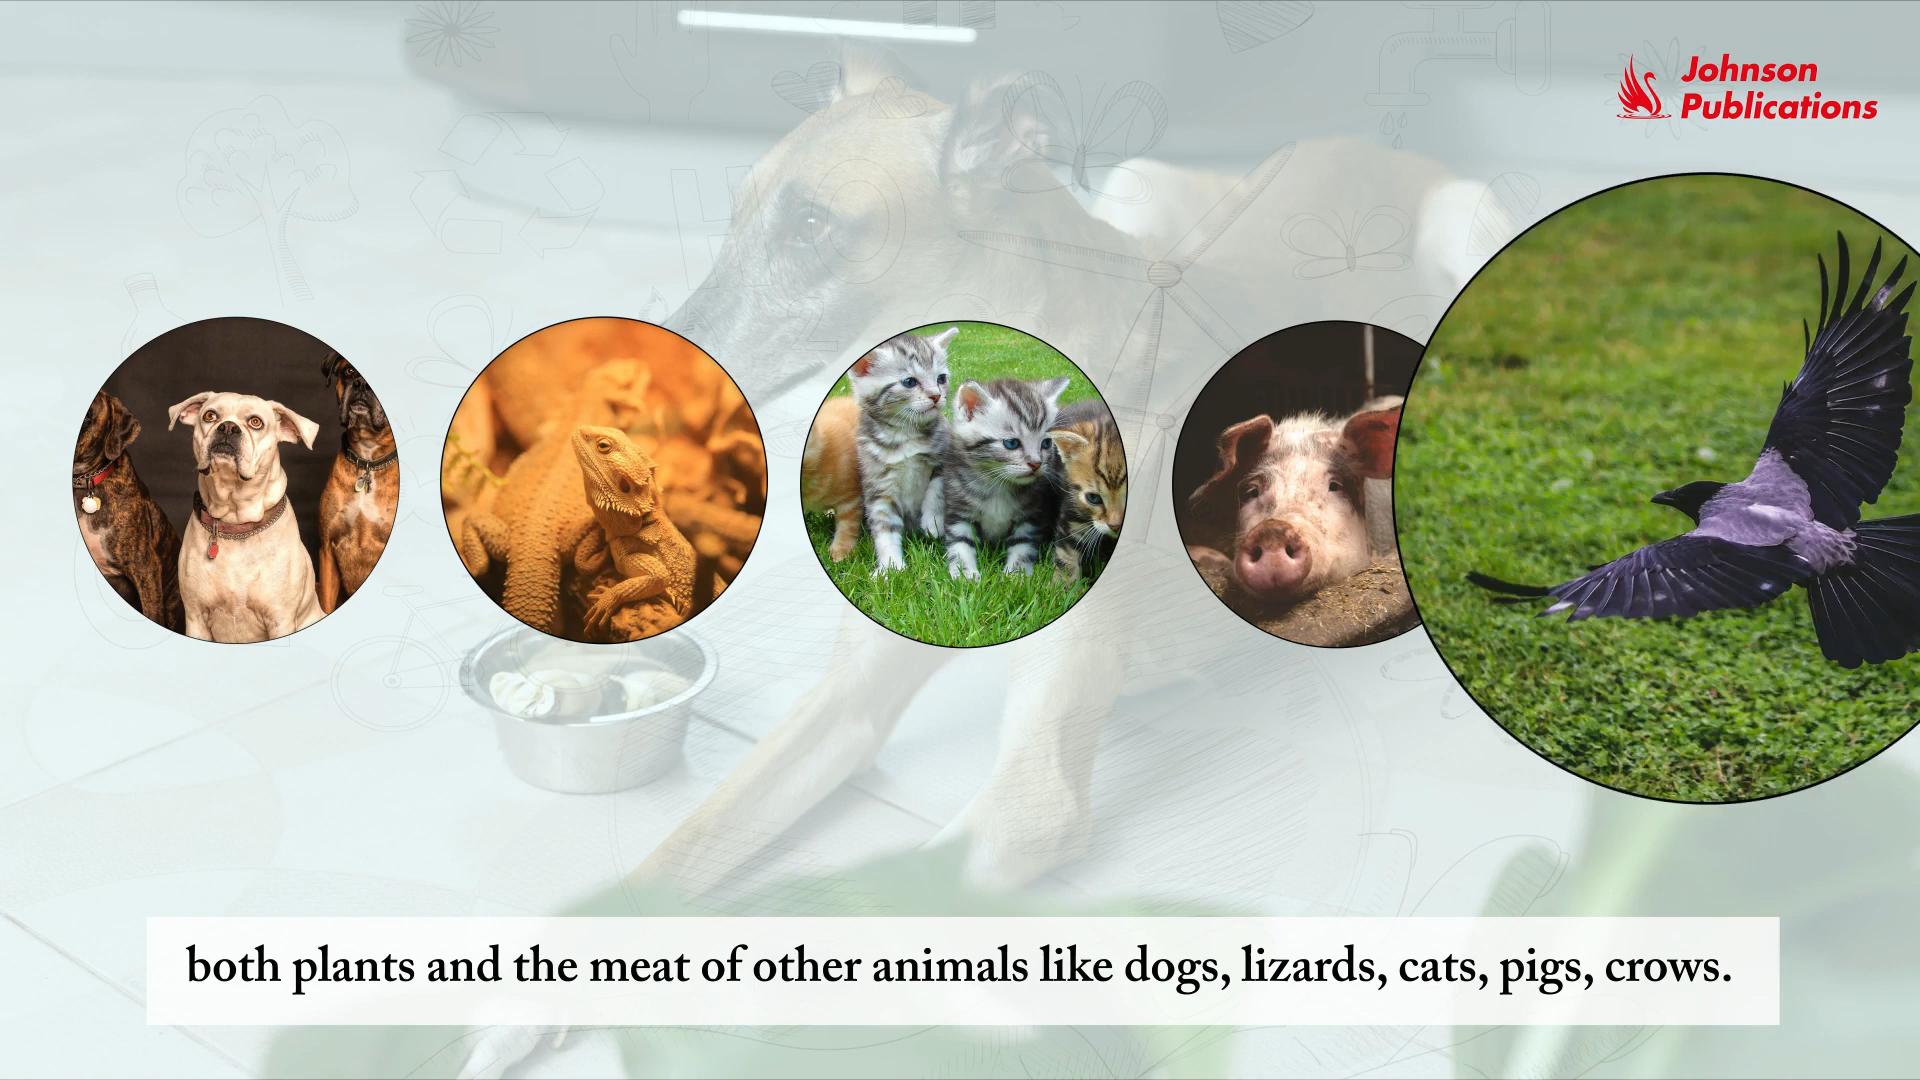 Johnson
Publications
both plants and the meat of other animals like dogs, lizards, cats, pigs, crows.